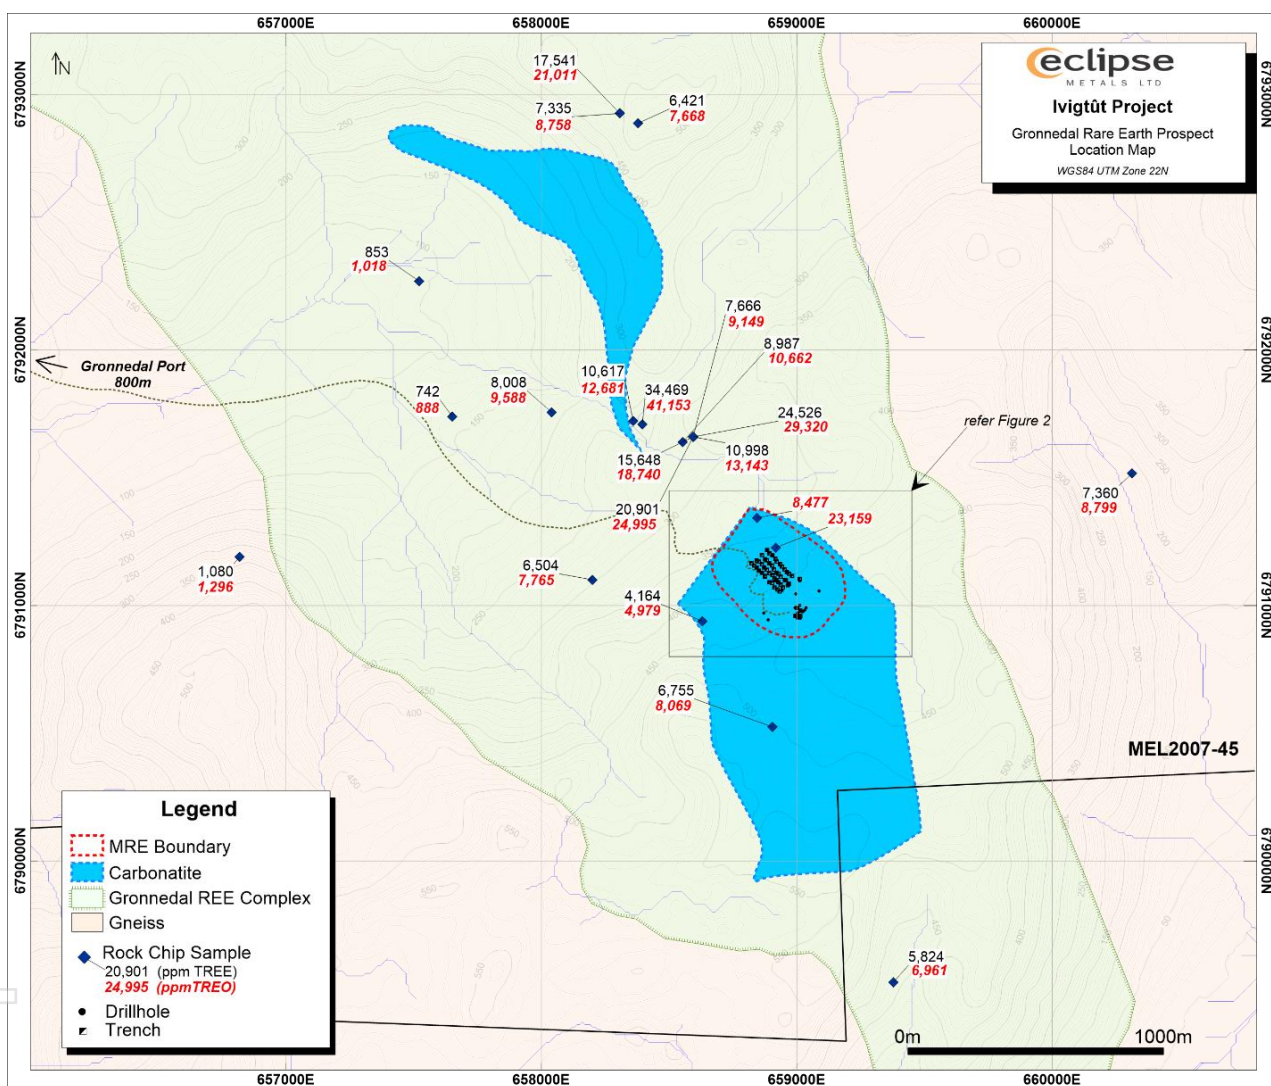 657000E
658000E
659000E
660000E
N
6793000N
6793000N
eclipse
METALS LTD
Ivigtût Project
Gronnedal Rare Earth Prospect
Location Map
WGS84 UTM Zone 22N
17,541
21,011
7,335
8,758
6,421
7,668
853
1,018
7,666
9,149
8,987
10,662
6792000N
6792000N
Gronnedal Port
800m
10,617
12,681
34,469
41,153
742
888
8,008
9,588
24,526
29,320
refer Figure 2
15,648
18,740
10,998
13,143
7,360
8,799
20,901
24,995
8,477
23,159
1,080
1,296
6,504
7,765
4,164
4,979
6791000N
6791000N
6,755
8,069
MEL2007-45
Legend
MRE Boundary
Carbonatite
Gronnedal REE Complex
Gneiss
Rock Chip Sample
20,901 (ppm TREE)
24,995 (ppmTREO)
Drillhole
Trench
6790000N
6790000N
5,824
6,961
0m
1000m
657000E
658000E
659000E
660000E